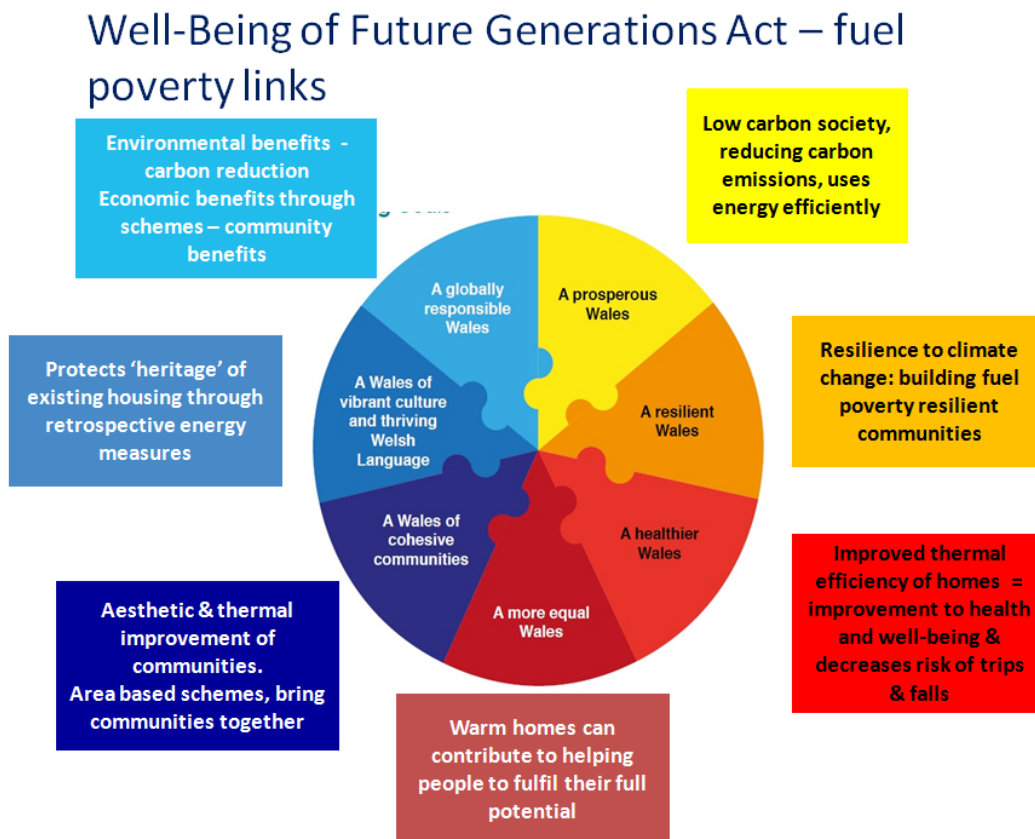 Well-Being of Future Generations Act – fuel
poverty links
Environmental benefits -
carbon reduction
Economic benefits through
schemes – community
benefits
Low carbon society,
reducing carbon
emissions, uses
energy efficiently
A globally
responsible
Wales
A prosperous
Wales
Protects ‘heritage’ of
existing housing through
retrospective energy
measures
A Wales of
vibrant culture
and thriving
Welsh
Language
A resilient
Wales
Resilience to climate
change: building fuel
poverty resilient
communities
A Wales of
cohesive
communities
A healthier
Wales
Improved thermal
efficiency of homes =
improvement to health
and well-being &
decreases risk of trips
& falls
Aesthetic & thermal
improvement of
communities.
Area based schemes, bring
communities together
A more equal
Wales
Warm homes can
contribute to helping
people to fulfil their full
potential